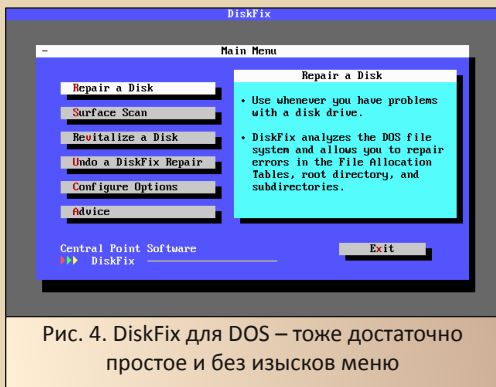 DiskFix
Main Menu
Repair a Disk
Surface Scan
Revitalize a Disk
Undo a DiskFix Repair
Configure Options
Advice
Repair a Disk
• Use whenever you have problems
with a disk drive.
• DiskFix analyzes the DOS file
system and allows you to repair
errors in the File Allocation
Tables, root directory, and
subdirectories.
Central Point Software
DiskFix
Exit
Рис. 4. DiskFix для DOS – тоже достаточно
простое и без изысков меню